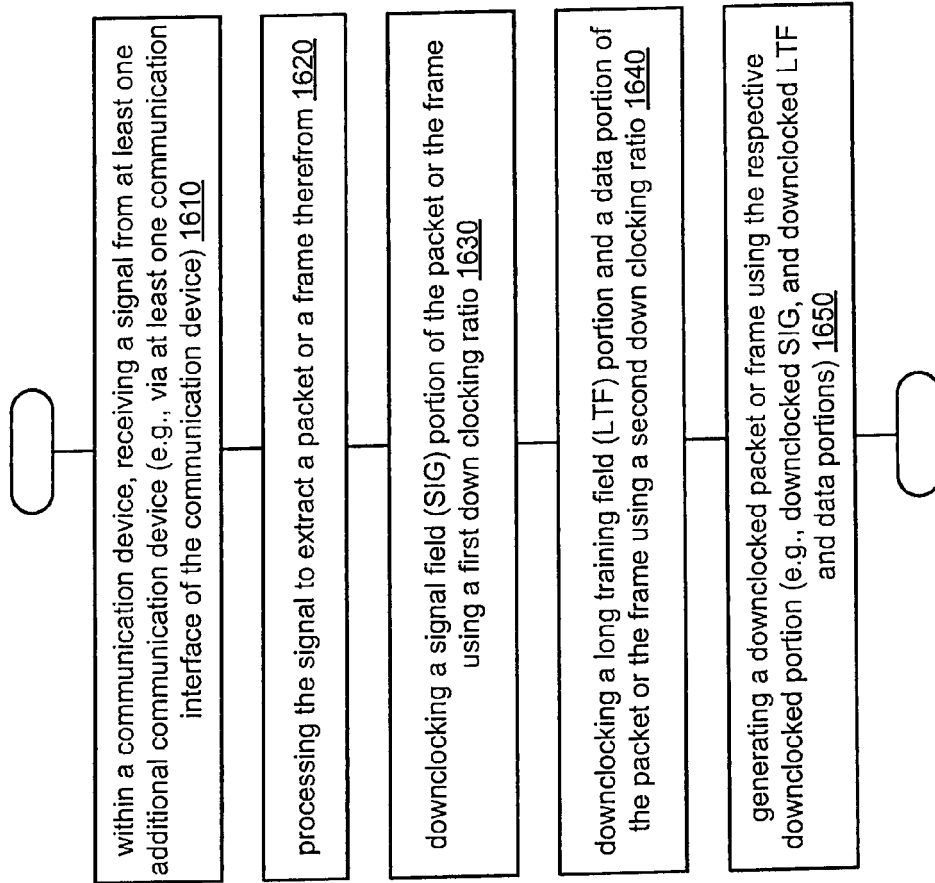 within a communication device, receiving a signal from at least one
additional communication device (e.g., via at least one communication
interface of the communication device) 1610
processing the signal to extract a packet or a frame therefrom 1620
downclocking a signal field (SIG) portion of the packet or the frame
using a first down clocking ratio 1630
downclocking a long training field (LTF) portion and a data portion of
the packet or the frame using a second down clocking ratio 1640
generating a downclocked packet or frame using the respective
downclocked portion (e.g., downclocked SIG, and downclocked LTF
and data portions) 1650